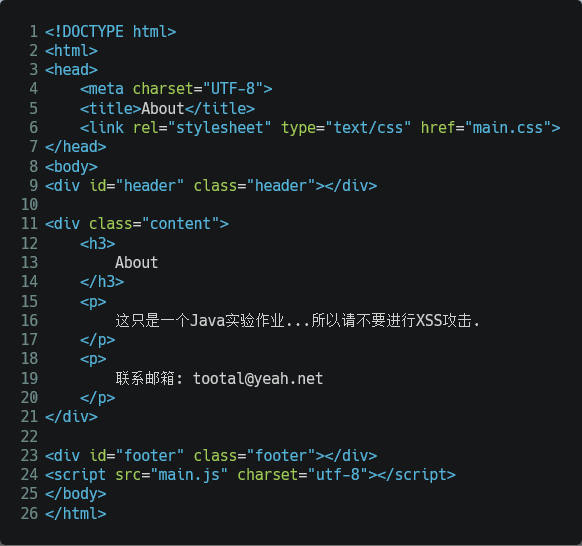 1 <!DOCTYPE html>
2 <html>
3 <head>
4     <meta charset="UTF-8">
5     <title>About</title>
6     <link rel="stylesheet" type="text/css" href="main.css">
7 </head>
8 <body>
9 <div id="header" class="header"></div>
10
11 <div class="content">
12     <h3>
13         About
14     </h3>
15     <p>
16         这只是一个Java实验作业...所以请不要进行XSS攻击.
17     </p>
18     <p>
19         联系邮箱: tootal@yeah.net
20     </p>
21 </div>
22
23 <div id="footer" class="footer"></div>
24 <script src="main.js" charset="utf-8"></script>
25 </body>
26 </html>